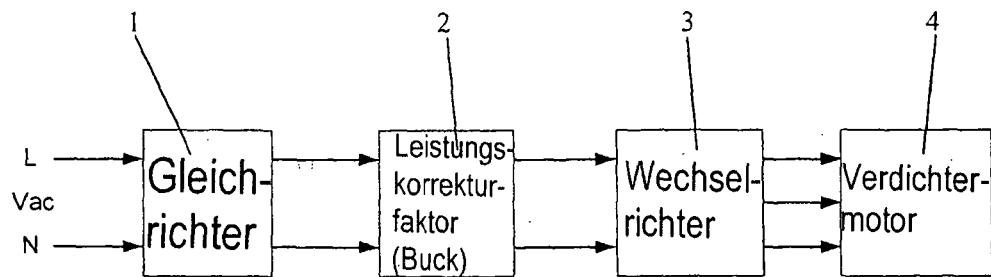 1
2
3
4
L
Vac
N
Gleich-
richter
Leistungs-
korrektur-
faktor
(Buck)
Wechsel-
richter
Verdichter-
motor